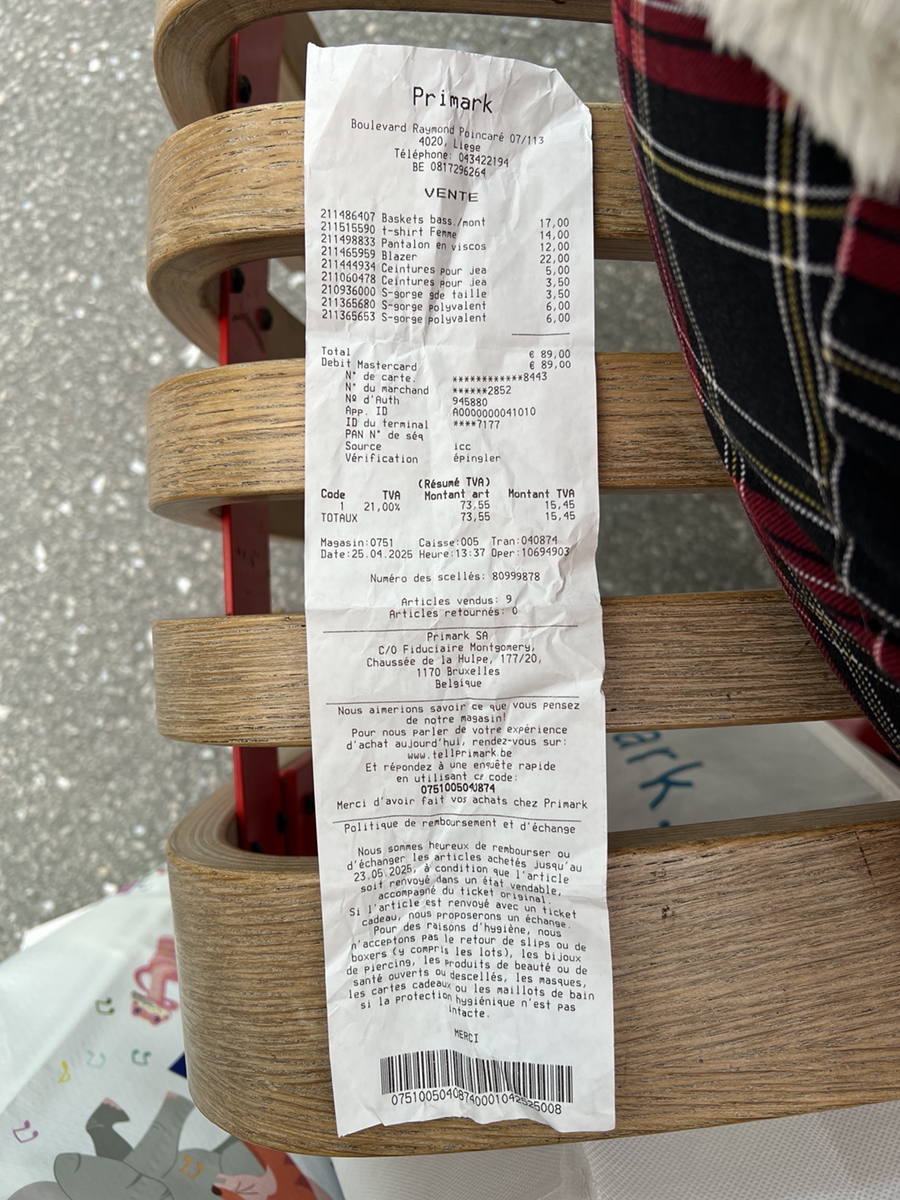 Primark
Boulevard Raymond Poincaré 07/113
4020, Liege
Téléphone: 043422194
BE 0817296264
VENTE
211486407 Baskets bass./mont 17,00
211515590 t-shirt Femme 14,00
211498833 Pantalon en viscos 12,00
211465959 Blazer 22,00
211444934 Ceintures pour jea 5,00
211060478 Ceintures pour jea 3,50
210936000 S-gorge gde taille 3,50
211365680 S-gorge polyvalent 6,00
211365653 S-gorge polyvalent 6,00
Total € 89,00
Debit Mastercard € 89,00
N° de carte. ************8443
N° du marchand ******2852
Nº d'Auth 945880
App. ID A0000000041010
ID du terminal ****7177
PAN N° de séq
Source icc
Vérification épingler
(Résumé TVA)
Code TVA Montant art Montant TVA
1 21,00% 73,55 15,45
TOTAUX 73,55 15,45
Magasin:0751 Caisse:005 Tran:040874
Date:25.04.2025 Heure:13:37 Oper:10694903
Numéro des scellés: 80999878
Articles vendus: 9
Articles retournés: 0
Primark SA
C/O Fiduciaire Montgomery,
Chaussée de la Hulpe, 177/20,
1170 Bruxelles
Belgique
Nous aimerions savoir ce que vous pensez
de notre magasin!
Pour nous parler de votre expérience
d'achat aujourd'hui, rendez-vous sur:
www.tellprimark.be
Et répondez à une enquête rapide
en utilisant ce code:
0751005040874
Merci d'avoir fait vos achats chez Primark
Politique de remboursement et d'échange
Nous sommes heureux de rembourser ou
d'échanger les articles achetés jusqu'au
23.05.2025, à condition que l'article
soit renvoyé dans un état vendable,
accompagné du ticket original.
Si l'article est renvoyé avec un ticket
cadeau, nous proposerons un échange.
Pour des raisons d'hygiène, nous
n'acceptons pas le retour de slips ou de
boxers (y compris les lots), les bijoux
de piercing, les produits de beauté ou de
santé ouverts ou descellés, les masques,
les cartes cadeaux ou les maillots de bain
si la protection hygiénique n'est pas
intacte.
MERCI
ark